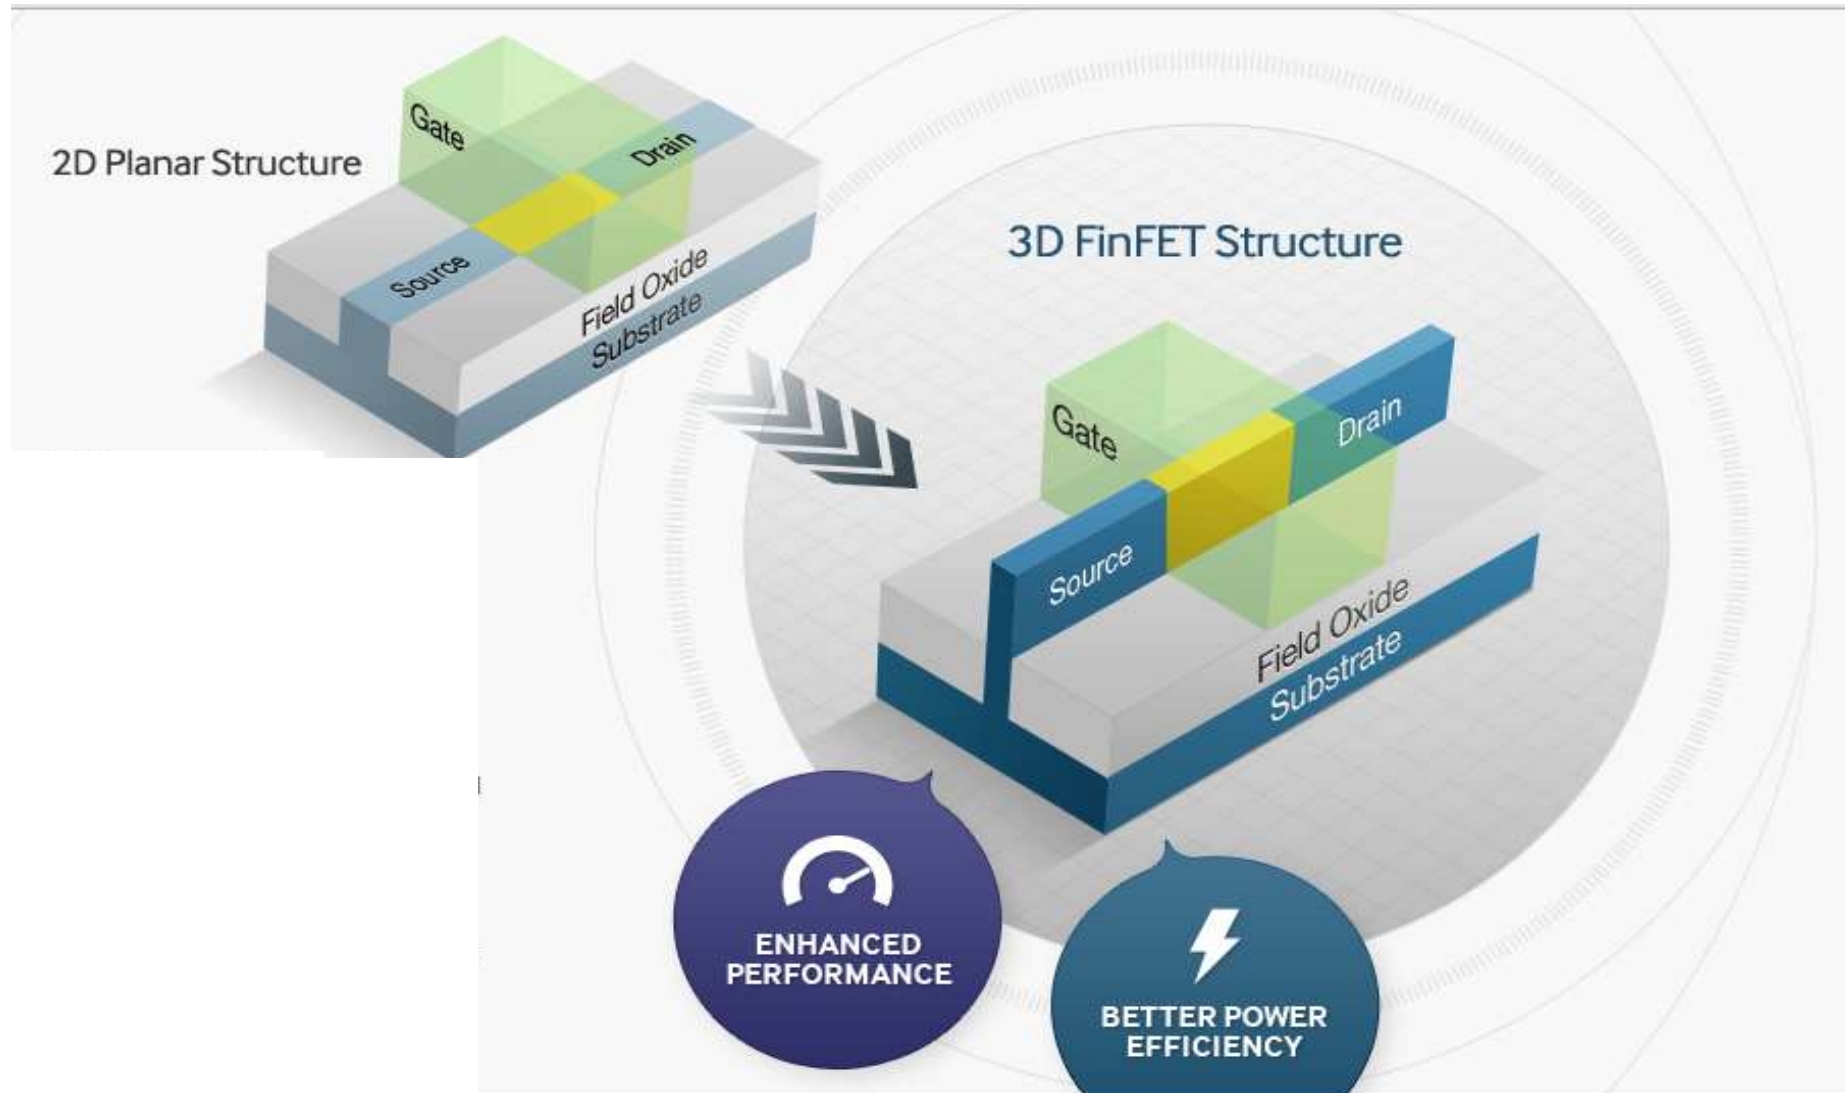 2D Planar Structure
Gate
Drain
Source
Field Oxide
Substrate
3D FinFET Structure
Gate
Drain
Source
Field Oxide
Substrate
ENHANCED
PERFORMANCE
BETTER POWER
EFFICIENCY